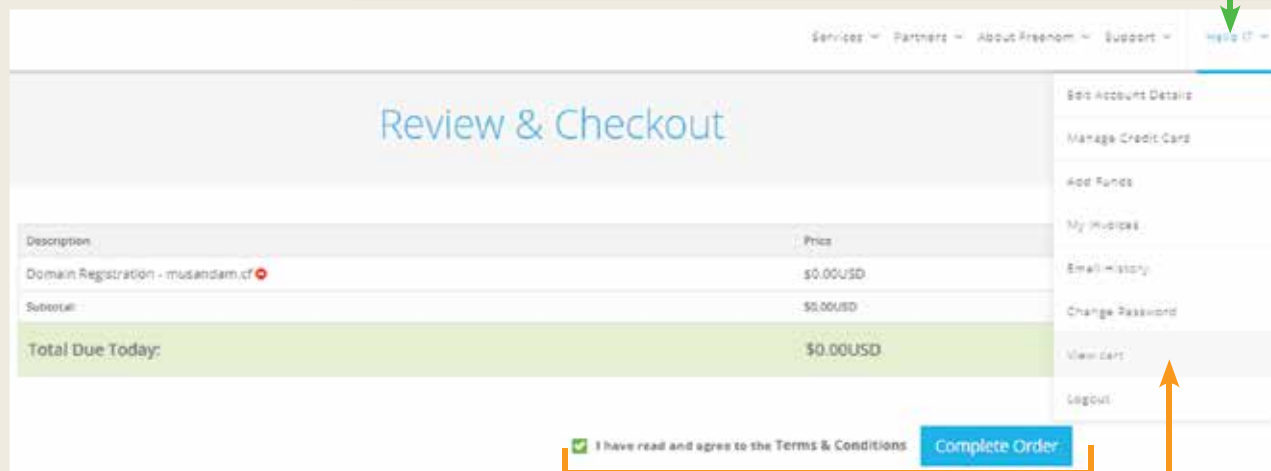 Services Partners About Freenom Support Hello IT
Edit Account Details
Review & Checkout
Manage Credit Card
Add Funds
My Invoices
Description Price
Domain Registration - musandam.cf $0.00USD
Email History
Subtotal: $0.00USD
Change Password
Total Due Today: $0.00USD
View cart
Logout
I have read and agree to the Terms & Conditions Complete Order